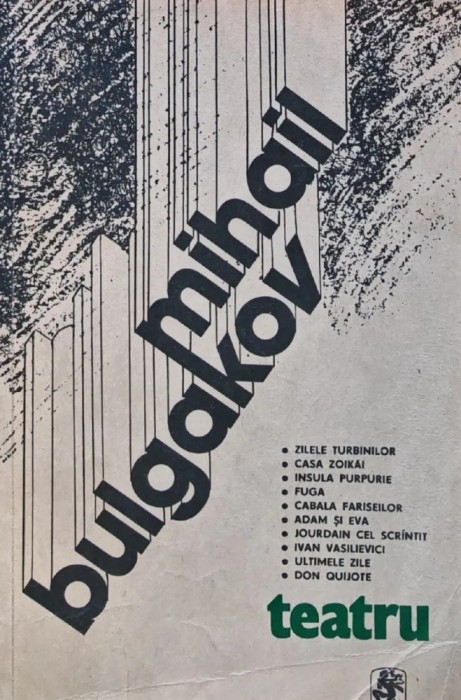 mihail
bulgakov
• ZILELE TURBINILOR
• CASA ZOIKĂI
• INSULA PURPURIE
• FUGA
• CABALA FARISEILOR
• ADAM ȘI EVA
• JOURDAIN CEL SCRÎNTIT
• IVAN VASILIEVICI
• ULTIMELE ZILE
• DON QUIJOTE
teatru